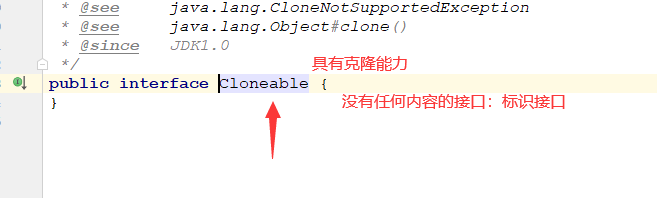 * @see java.lang.CloneNotSupportedException
* @see java.lang.Object#clone()
* @since JDK1.0
*/
具有克隆能力
public interface Cloneable {
没有任何内容的接口：标识接口
}